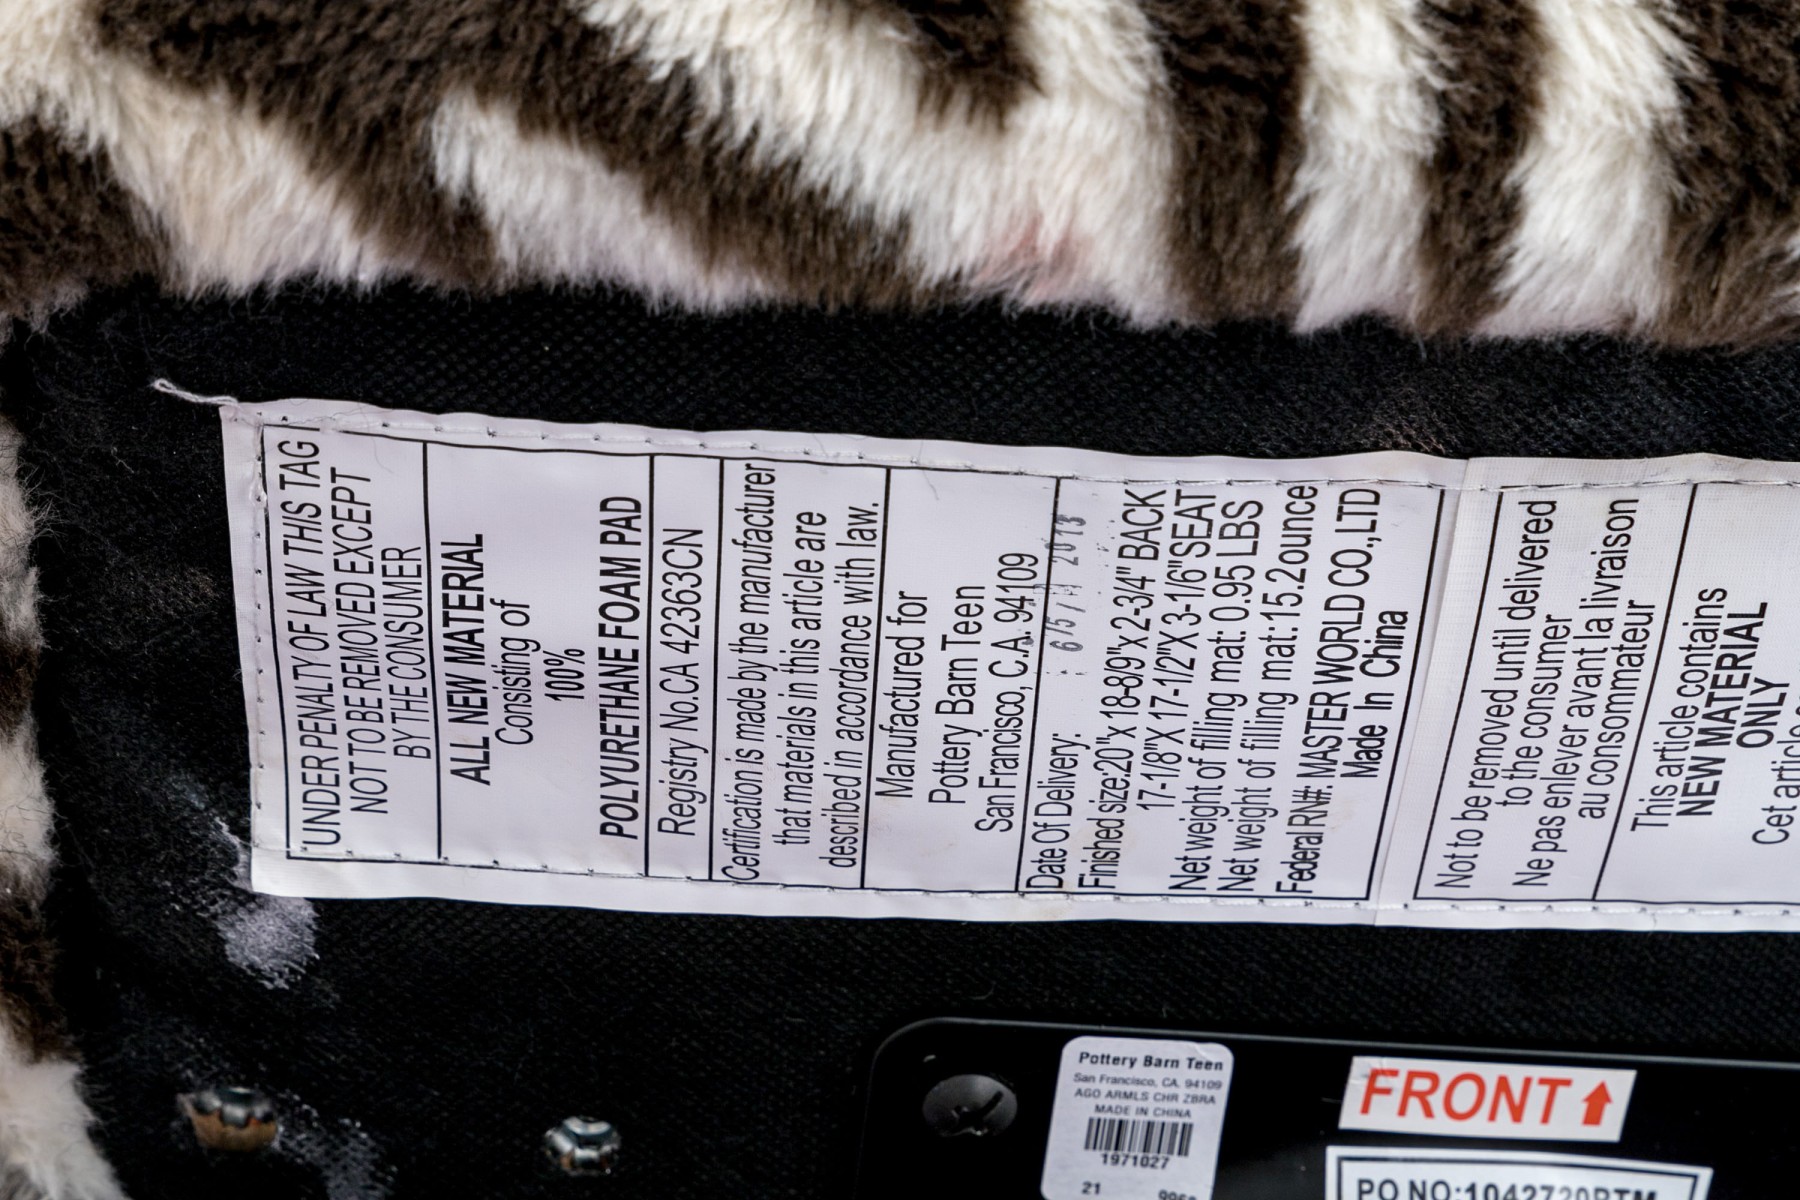 UNDER PENALTY OF LAW THIS TAG
NOT TO BE REMOVED EXCEPT
BY THE CONSUMER
ALL NEW MATERIAL
Consisting of
100%
POLYURETHANE FOAM PAD
Registry No.CA 42363CN
Certification is made by the manufacturer
that materials in this article are
described in accordance with law.
Manufactured for
Pottery Barn Teen
San Francisco, C.A. 94109
Date Of Delivery: 2013
Finished size:20"x 18-8/9"x 2-3/4" BACK
17-1/8"X 17-1/2"X 3-1/6"SEAT
Net weight of filling mat: 0.95 LBS
Net weight of filling mat:15.2ounce
Federal RN#: MASTER WORLD CO.,LTD
Made In China
Not to be removed until delivered
to the consumer
Ne pas enlever avant la livraison
au consommateur
This article contains
NEW MATERIAL
ONLY
Cet article
Pottery Barn Teen
San Francisco, CA. 94109
AGO ARMLS CHR ZBRA
MADE IN CHINA
1971027
21
FRONT
PO NO:1042720PTM